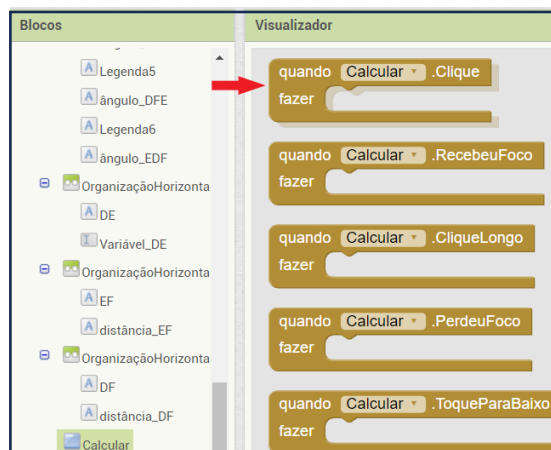 Blocos
Visualizador
Legenda5
ângulo_DFE
Legenda6
ângulo_EDF
OrganizaçãoHorizonta
DE
Variável_DE
OrganizaçãoHorizonta
EF
distância_EF
OrganizaçãoHorizonta
DF
distância_DF
Calcular
quando Calcular .Clique
fazer
quando Calcular .RecebeuFoco
fazer
quando Calcular .CliqueLongo
fazer
quando Calcular .PerdeuFoco
fazer
quando Calcular .ToqueParaBaixo
fazer